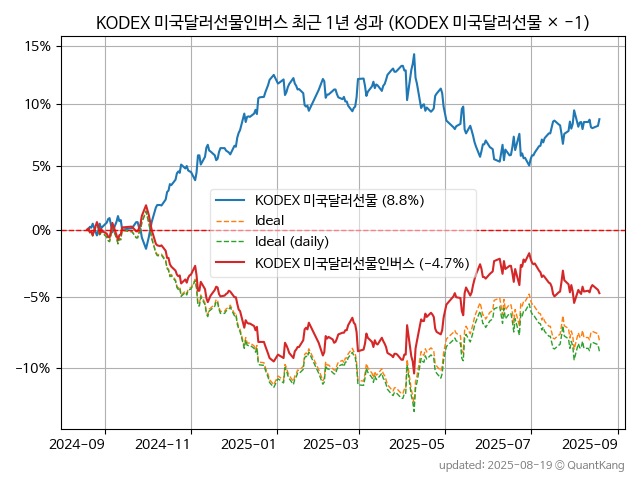 KODEX 미국달러선물인버스 최근 1년 성과 (KODEX 미국달러선물 × −1)
15%
10%
5%
0%
−5%
−10%
KODEX 미국달러선물 (8.8%)
Ideal
Ideal (daily)
KODEX 미국달러선물인버스 (−4.7%)
2024-09 2024-11 2025-01 2025-03 2025-05 2025-07 2025-09
updated: 2025-08-19 © QuantKang